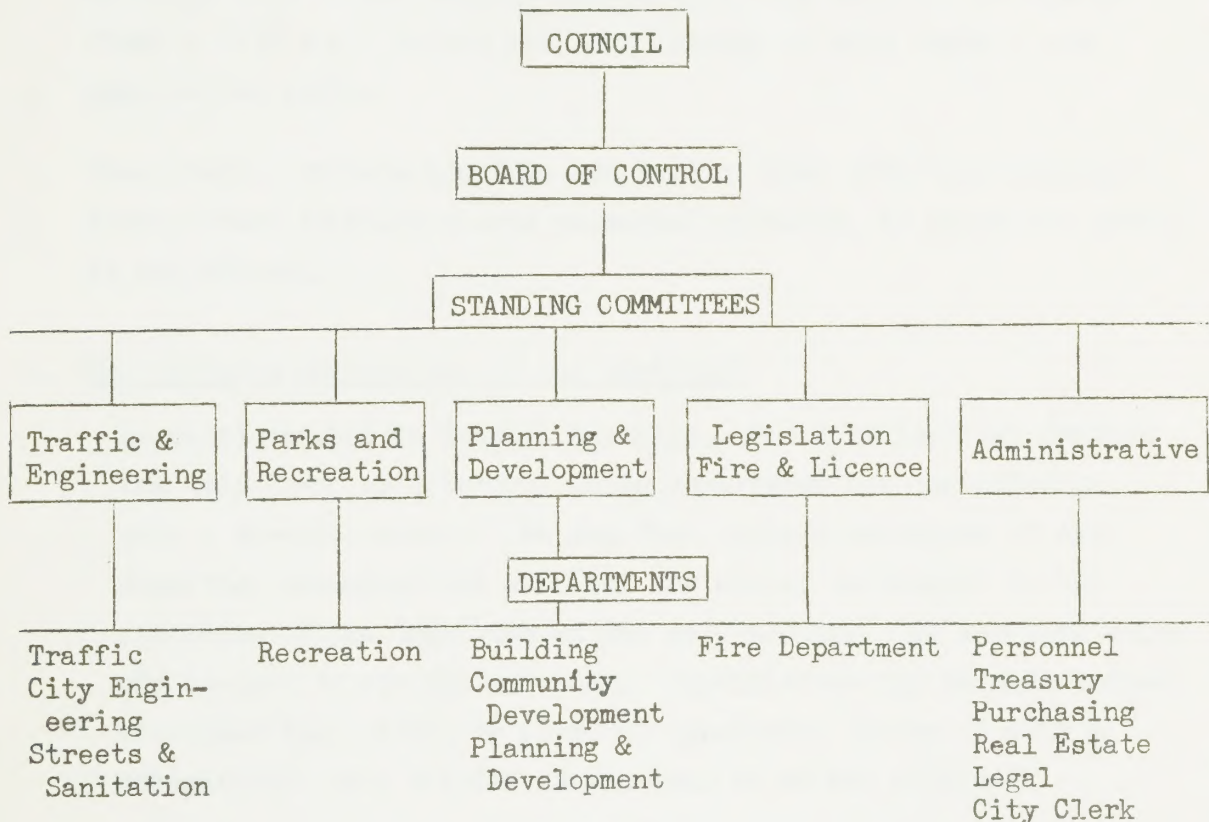 COUNCIL
BOARD OF CONTROL
STANDING COMMITTEES
Traffic &
Engineering
Parks and
Recreation
Planning &
Development
Legislation
Fire & Licence
Administrative
DEPARTMENTS
Traffic
City Engin-
eering
Streets &
Sanitation
Recreation
Building
Community
Development
Planning &
Development
Fire Department
Personnel
Treasury
Purchasing
Real Estate
Legal
City Clerk